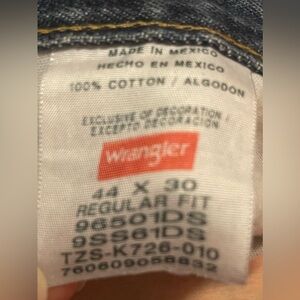 MADE IN MEXICO
HECHO EN MEXICO
100% COTTON / ALGODON
EXCLUSIVE OF DECORATION /
EXCEPTO DECORACIÓN
Wrangler
44 X 30
REGULAR FIT
96501DS
9SS61DS
TZS-K726-010
760609058832